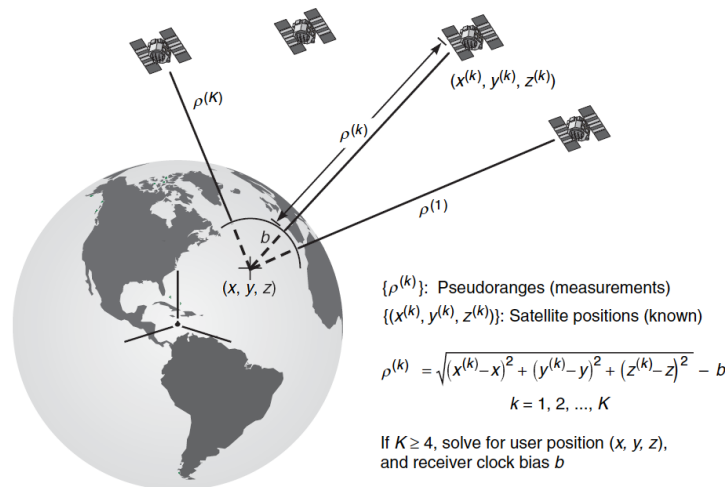 ρ^(K)
(x^(k), y^(k), z^(k))
ρ^(k)
ρ^(1)
b
(x, y, z)
{ρ^(k)}: Pseudoranges (measurements)
{(x^(k), y^(k), z^(k))}: Satellite positions (known)
ρ^(k) = √((x^(k)–x)^2 + (y^(k)–y)^2 + (z^(k)–z)^2) – b
k = 1, 2, ..., K
If K ≥ 4, solve for user position (x, y, z),
and receiver clock bias b